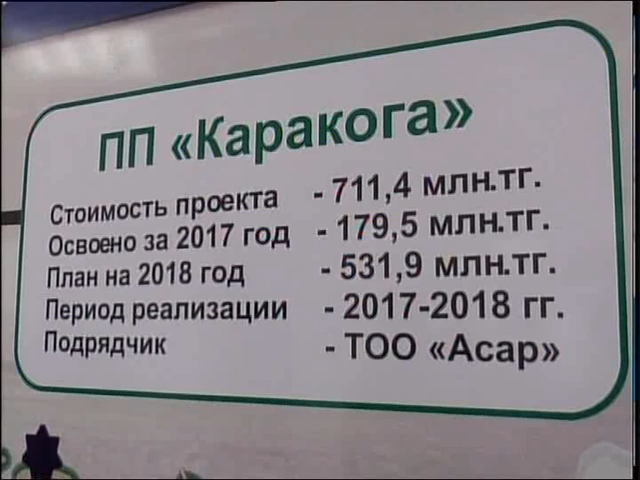 ПП «Каракога»
Стоимость проекта - 711,4 млн.тг.
Освоено за 2017 год - 179,5 млн.тг.
План на 2018 год - 531,9 млн.тг.
Период реализации - 2017-2018 гг.
Подрядчик - ТОО «Асар»